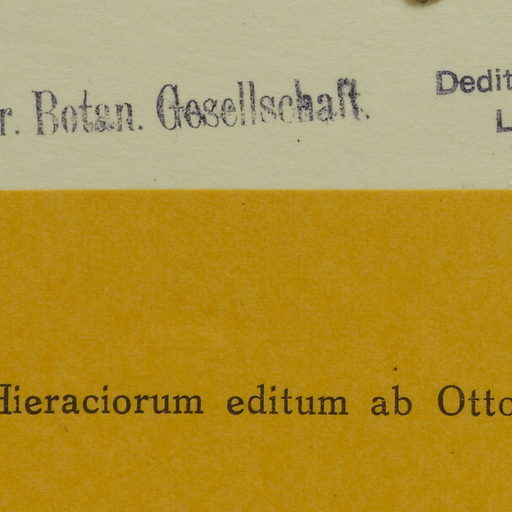 r. Botan. Gesellschaft.
Dedit
L
Hieraciorum editum ab Otto